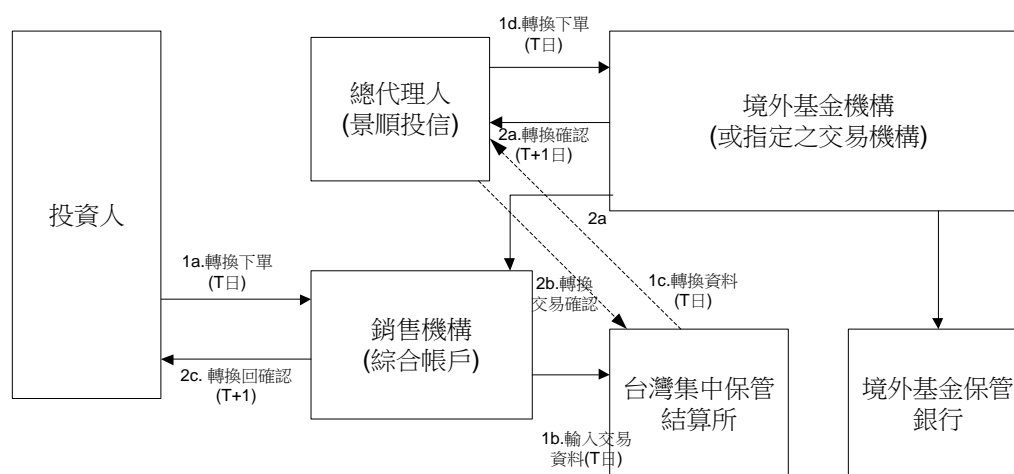 1d.轉換下單
(T日)
總代理人
(景順投信)
境外基金機構
(或指定之交易機構)
2a.轉換確認
(T+1日)
投資人
2a
1a.轉換下單
(T日)
2b.轉換
交易確認
1c.轉換資料
(T日)
銷售機構
(綜合帳戶)
2c. 轉換回確認
(T+1)
台灣集中保管
結算所
境外基金保管
銀行
1b.輸入交易
資料(T日)